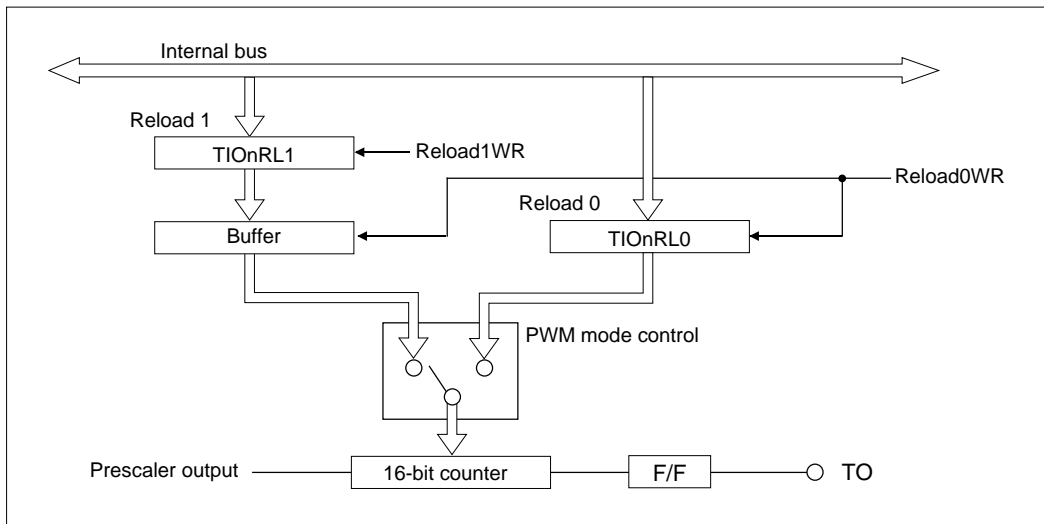 Internal bus
Reload 1
TIOnRL1
Reload1WR
Reload0WR
Reload 0
Buffer
TIOnRL0
PWM mode control
Prescaler output
16-bit counter
F/F
TO